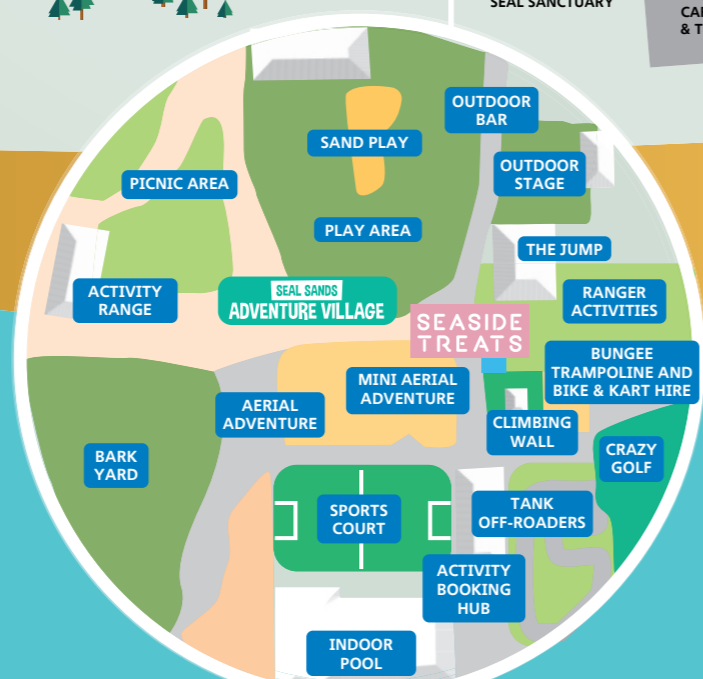 SEAL SANCTUARY
OUTDOOR
BAR
SAND PLAY
OUTDOOR
STAGE
PICNIC AREA
PLAY AREA
THE JUMP
ACTIVITY
RANGE
SEAL SANDS
ADVENTURE VILLAGE
RANGER
ACTIVITIES
SEASIDE
TREATS
BUNGEE
TRAMPOLINE AND
BIKE & KART HIRE
MINI AERIAL
ADVENTURE
AERIAL
ADVENTURE
CLIMBING
WALL
BARK
YARD
CRAZY
GOLF
SPORTS
COURT
TANK
OFF-ROADERS
ACTIVITY
BOOKING
HUB
INDOOR
POOL